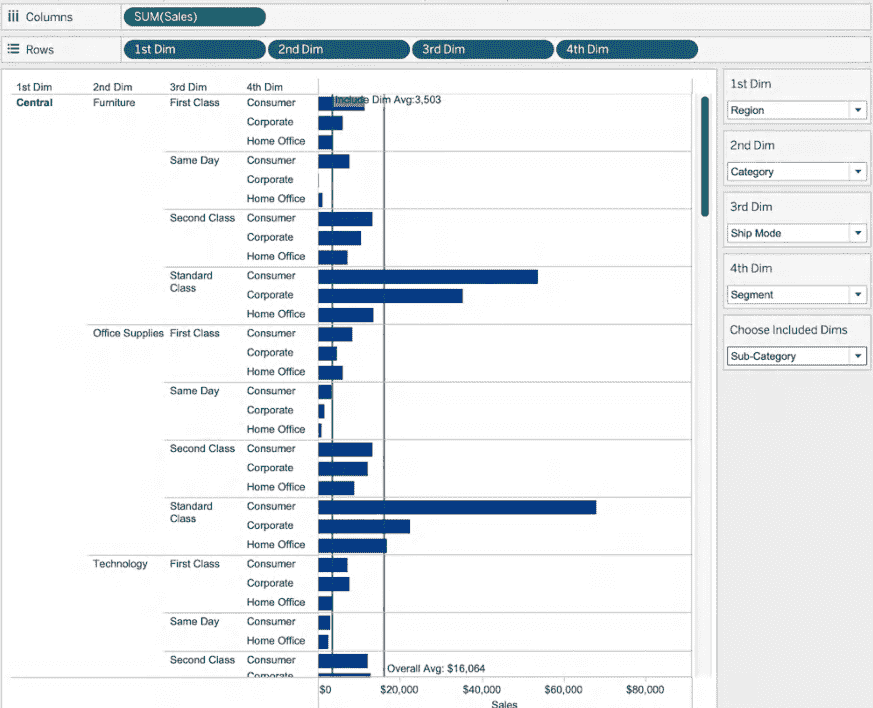 Columns SUM(Sales)
Rows 1st Dim 2nd Dim 3rd Dim 4th Dim
1st Dim 2nd Dim 3rd Dim 4th Dim
Include Dim Avg:3,503
Central Furniture First Class Consumer
Corporate
Home Office
Same Day Consumer
Corporate
Home Office
Second Class Consumer
Corporate
Home Office
Standard Class Consumer
Corporate
Home Office
Office Supplies First Class Consumer
Corporate
Home Office
Same Day Consumer
Corporate
Home Office
Second Class Consumer
Corporate
Home Office
Standard Class Consumer
Corporate
Home Office
Technology First Class Consumer
Corporate
Home Office
Same Day Consumer
Home Office
Second Class Consumer
Corporate
Overall Avg: $16,064
$0 $20,000 $40,000 $60,000 $80,000
Sales
1st Dim
Region
2nd Dim
Category
3rd Dim
Ship Mode
4th Dim
Segment
Choose Included Dims
Sub-Category